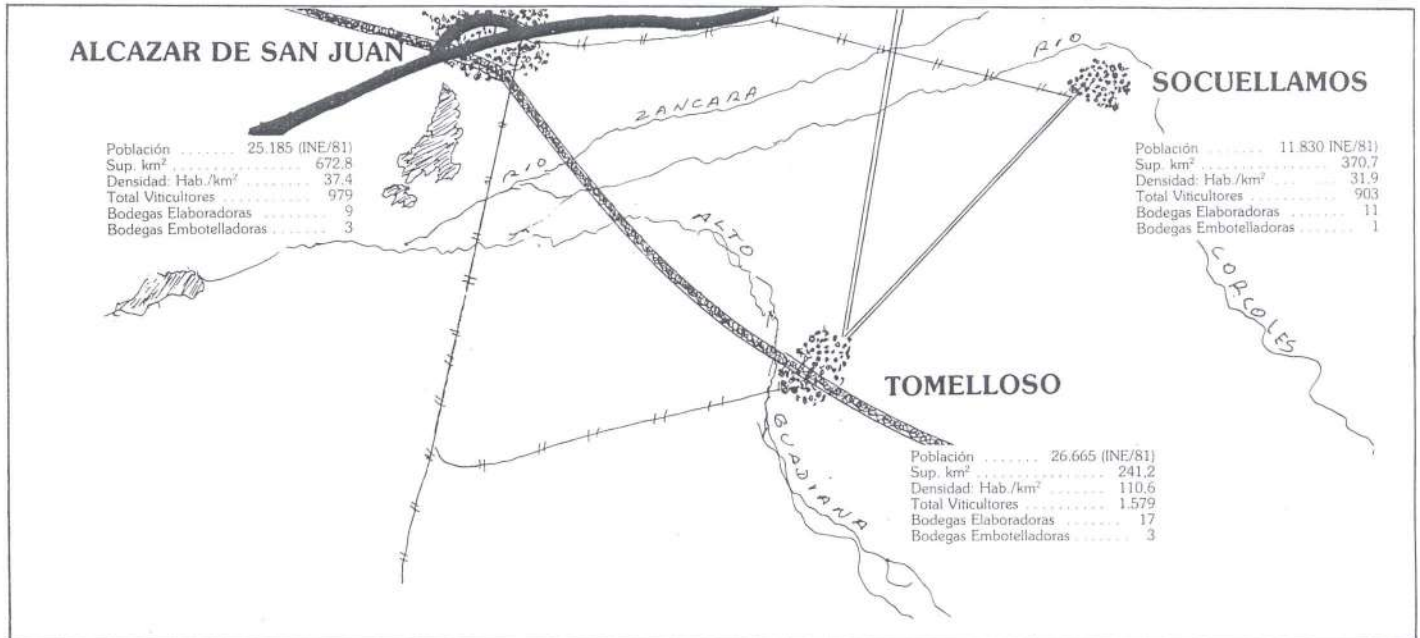 ALCAZAR DE SAN JUAN
Población ....... 25.185 (INE/81)
Sup. km² ................ 672.8
Densidad: Hab./km² ........ 37.4
Total Viticultores ......... 979
Bodegas Elaboradoras ....... 9
Bodegas Embotelladoras ..... 3
RIO ZANCARA
RIO
SOCUELLAMOS
Población ....... 11.830 INE/81)
Sup. km² ................ 370,7
Densidad: Hab./km² ... .... 31,9
Total Viticultores ......... 903
Bodegas Elaboradoras ...... 11
Bodegas Embotelladoras ..... 1
CORCOLES
ALTO
GUADIANA
TOMELLOSO
Población ....... 26.665 (INE/81)
Sup. km² ................ 241,2
Densidad: Hab./km² ....... 110,6
Total Viticultores ....... 1.579
Bodegas Elaboradoras ...... 17
Bodegas Embotelladoras ..... 3